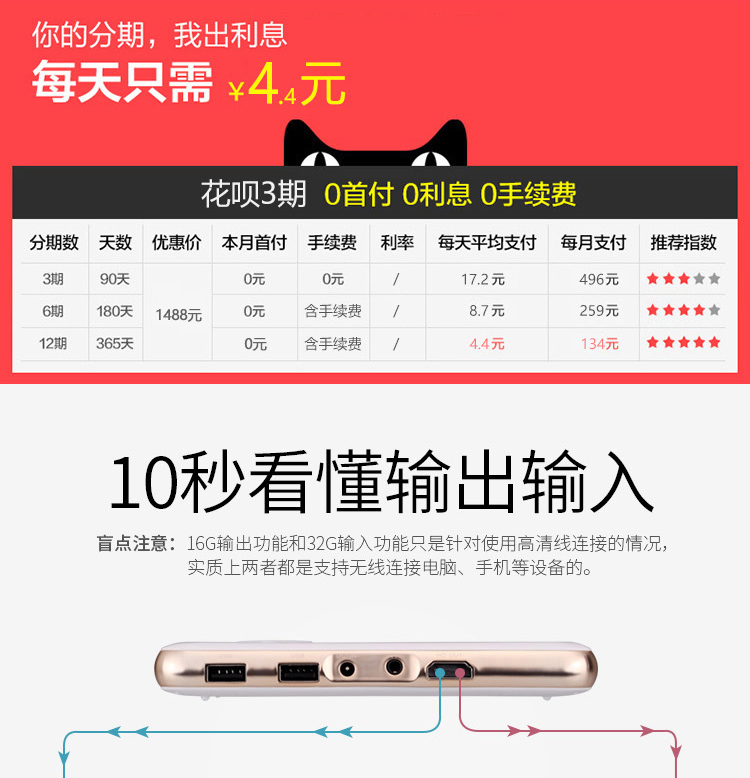 你的分期，我出利息
每天只需 ¥4.4元
花呗3期 0首付 0利息 0手续费
分期数 天数 优惠价 本月首付 手续费 利率 每天平均支付 每月支付 推荐指数
3期 90天 0元 0元 / 17.2元 496元
6期 180天 1488元 0元 含手续费 / 8.7元 259元
12期 365天 0元 含手续费 / 4.4元 134元
10秒看懂输出输入
盲点注意：16G输出功能和32G输入功能只是针对使用高清线连接的情况，
实质上两者都是支持无线连接电脑、手机等设备的。